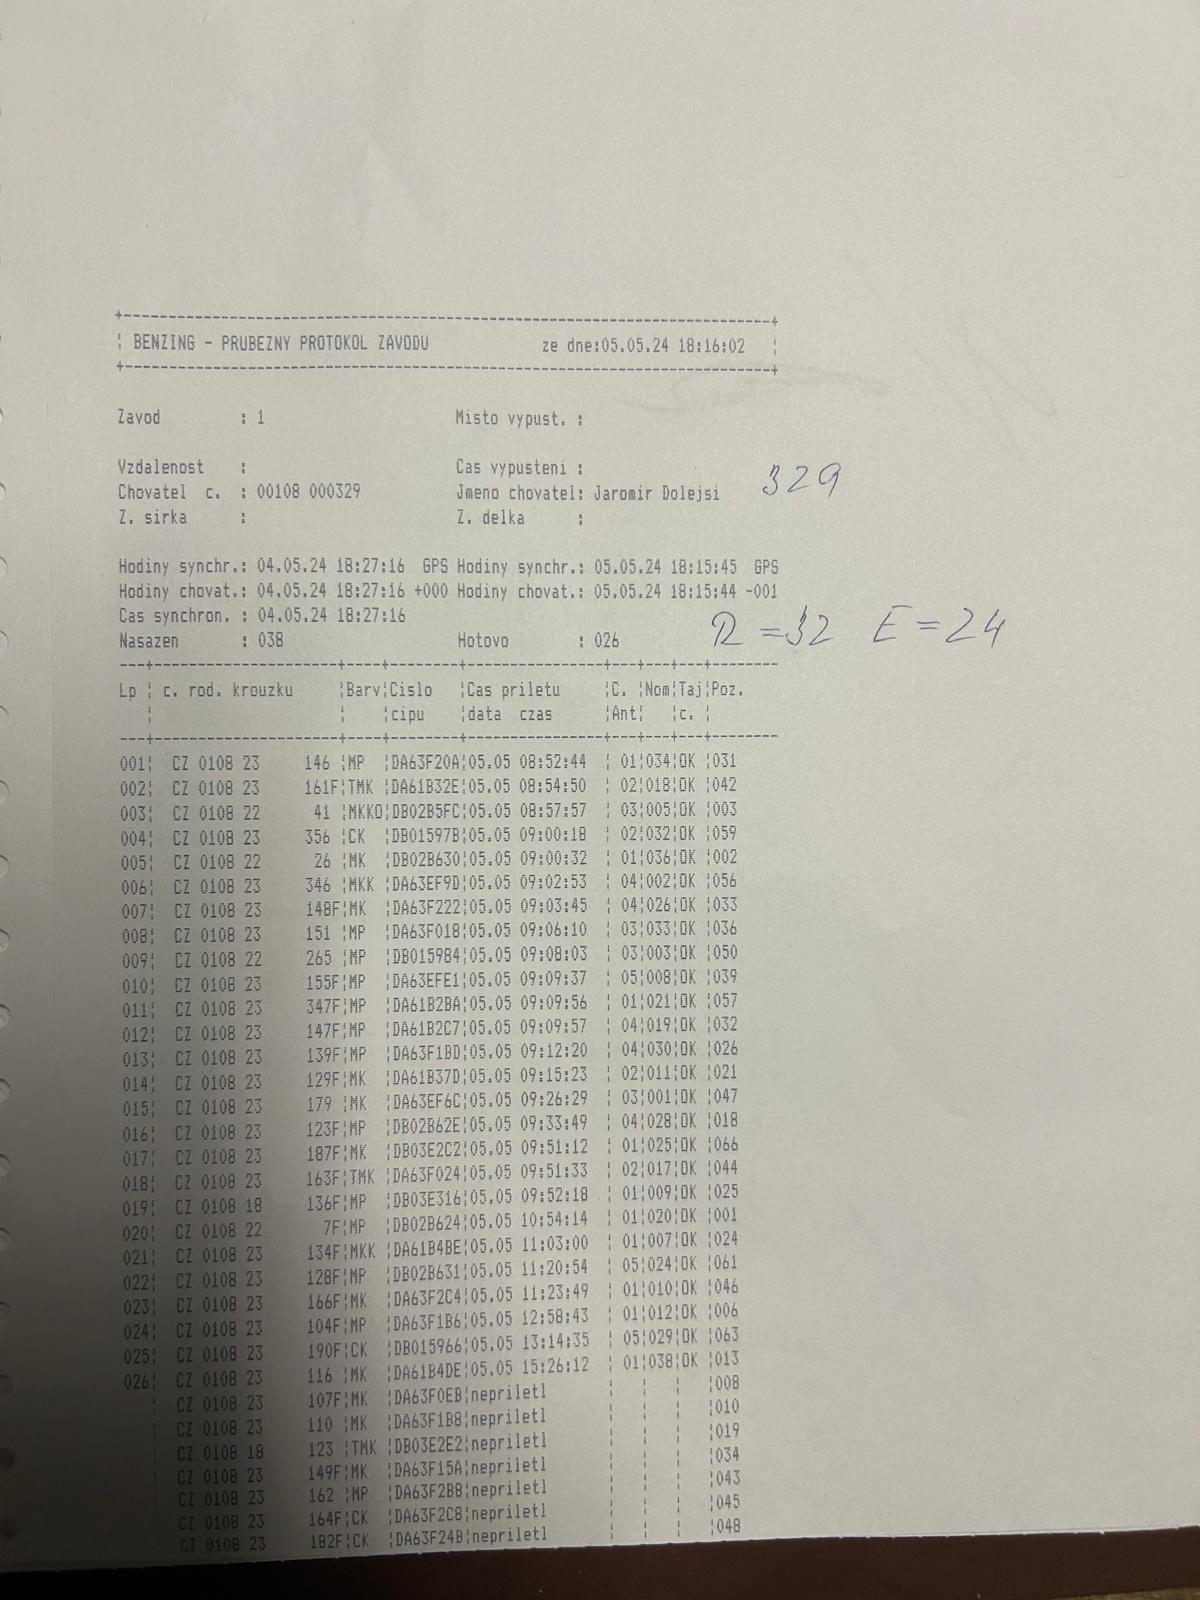 +---------------------------------------------------------------------------+
¦ BENZING - PRUBEZNY PROTOKOL ZAVODU ze dne:05.05.24 18:16:02 ¦
+---------------------------------------------------------------------------+
Zavod : 1 Misto vypust. :
Vzdalenost : Cas vypusteni :
329
Chovatel c. : 00108 000329 Jmeno chovatel: Jaromir Dolejsi
Z. sirka : Z. delka :
Hodiny synchr.: 04.05.24 18:27:16 GPS Hodiny synchr.: 05.05.24 18:15:45 GPS
Hodiny chovat.: 04.05.24 18:27:16 +000 Hodiny chovat.: 05.05.24 18:15:44 -001
Cas synchron. : 04.05.24 18:27:16
R = 32 E = 24
Nasazen : 038 Hotovo : 026
Lp ¦ c. rod. krouzku ¦Barv¦Cislo ¦Cas priletu ¦C. ¦Nom¦Taj¦Poz.
¦ ¦ ¦cipu ¦data czas ¦Ant¦ ¦c. ¦
001¦ CZ 0108 23 146 ¦MP ¦DA63F20A¦05.05 08:52:44 ¦ 01¦034¦OK ¦031
002¦ CZ 0108 23 161F¦TMK ¦DA61B32E¦05.05 08:54:50 ¦ 02¦018¦OK ¦042
003¦ CZ 0108 22 41 ¦MKKO¦DB02B5FC¦05.05 08:57:57 ¦ 03¦005¦OK ¦003
004¦ CZ 0108 23 356 ¦CK ¦DB01597B¦05.05 09:00:18 ¦ 02¦032¦OK ¦059
005¦ CZ 0108 22 26 ¦MK ¦DB02B630¦05.05 09:00:32 ¦ 01¦036¦OK ¦002
006¦ CZ 0108 23 346 ¦MKK ¦DA63EF9D¦05.05 09:02:53 ¦ 04¦002¦OK ¦056
007¦ CZ 0108 23 148F¦MK ¦DA63F222¦05.05 09:03:45 ¦ 04¦026¦OK ¦033
008¦ CZ 0108 23 151 ¦MP ¦DA63F018¦05.05 09:06:10 ¦ 03¦033¦OK ¦036
009¦ CZ 0108 22 265 ¦MP ¦DB015984¦05.05 09:08:03 ¦ 03¦003¦OK ¦050
010¦ CZ 0108 23 155F¦MP ¦DA63EFE1¦05.05 09:09:37 ¦ 05¦008¦OK ¦039
011¦ CZ 0108 23 347F¦MP ¦DA61B2BA¦05.05 09:09:56 ¦ 01¦021¦OK ¦057
012¦ CZ 0108 23 147F¦MP ¦DA61B2C7¦05.05 09:09:57 ¦ 04¦019¦OK ¦032
013¦ CZ 0108 23 139F¦MP ¦DA63F1BD¦05.05 09:12:20 ¦ 04¦030¦OK ¦026
014¦ CZ 0108 23 129F¦MK ¦DA61B37D¦05.05 09:15:23 ¦ 02¦011¦OK ¦021
015¦ CZ 0108 23 179 ¦MK ¦DA63EF6C¦05.05 09:26:29 ¦ 03¦001¦OK ¦047
016¦ CZ 0108 23 123F¦MP ¦DB02B62E¦05.05 09:33:49 ¦ 04¦028¦OK ¦018
017¦ CZ 0108 23 187F¦MK ¦DB03E2C2¦05.05 09:51:12 ¦ 01¦025¦OK ¦066
018¦ CZ 0108 23 163F¦TMK ¦DA63F024¦05.05 09:51:33 ¦ 02¦017¦OK ¦044
019¦ CZ 0108 18 136F¦MP ¦DB03E316¦05.05 09:52:18 ¦ 01¦009¦OK ¦025
020¦ CZ 0108 22 7F¦MP ¦DB02B624¦05.05 10:54:14 ¦ 01¦020¦OK ¦001
021¦ CZ 0108 23 134F¦MKK ¦DA61B4BE¦05.05 11:03:00 ¦ 01¦007¦OK ¦024
022¦ CZ 0108 23 128F¦MP ¦DB02B631¦05.05 11:20:54 ¦ 05¦024¦OK ¦061
023¦ CZ 0108 23 166F¦MK ¦DA63F2C4¦05.05 11:23:49 ¦ 01¦010¦OK ¦046
024¦ CZ 0108 23 104F¦MP ¦DA63F1B6¦05.05 12:58:43 ¦ 01¦012¦OK ¦006
025¦ CZ 0108 23 190F¦CK ¦DB015966¦05.05 13:14:35 ¦ 05¦029¦OK ¦063
026¦ CZ 0108 23 116 ¦MK ¦DA61B4DE¦05.05 15:26:12 ¦ 01¦038¦OK ¦013
¦ CZ 0108 23 107F¦MK ¦DA63F0EB¦nepriletl ¦ ¦ ¦ ¦008
¦ CZ 0108 23 110 ¦MK ¦DA63F1B8¦nepriletl ¦ ¦ ¦ ¦010
¦ CZ 0108 18 123 ¦TMK ¦DB03E2E2¦nepriletl ¦ ¦ ¦ ¦019
¦ CZ 0108 23 149F¦MK ¦DA63F15A¦nepriletl ¦ ¦ ¦ ¦034
¦ CZ 0108 23 162 ¦MP ¦DA63F2B8¦nepriletl ¦ ¦ ¦ ¦043
¦ CZ 0108 23 164F¦CK ¦DA63F2C8¦nepriletl ¦ ¦ ¦ ¦045
CZ 0108 23 182F¦CK ¦DA63F24B¦nepriletl ¦ ¦ ¦ ¦048